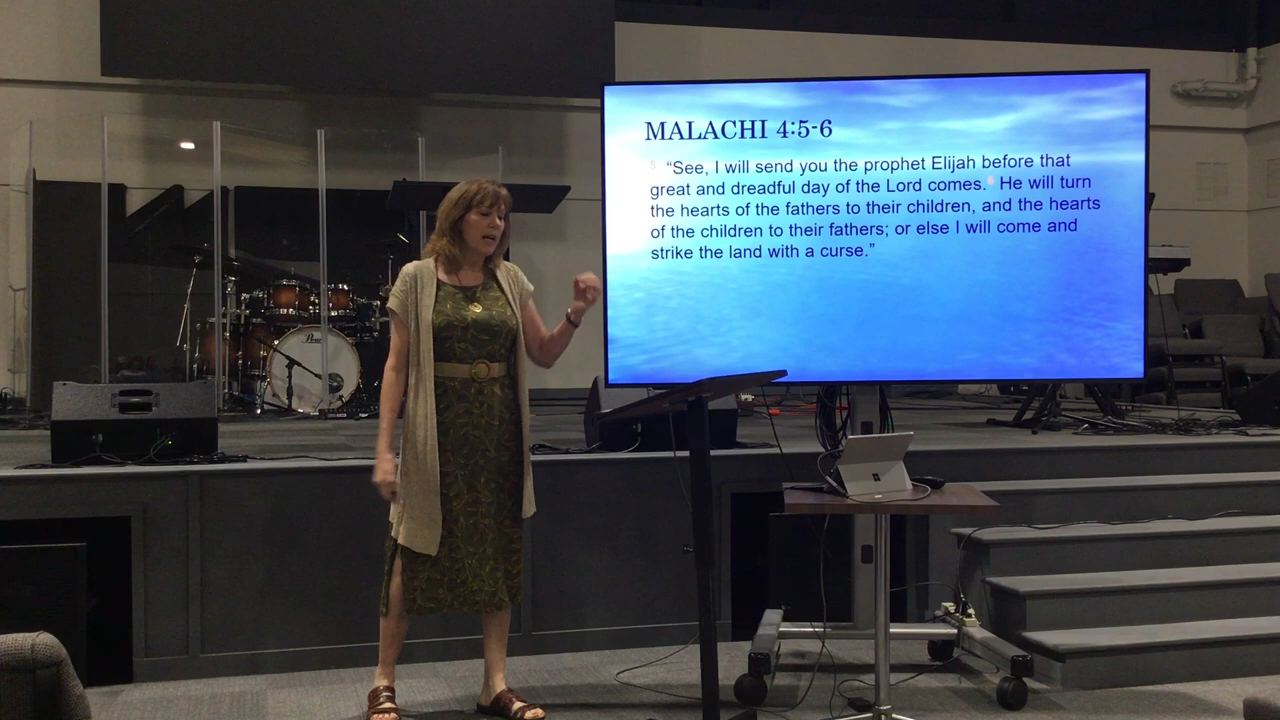 MALACHI 4:5-6
5 “See, I will send you the prophet Elijah before that
great and dreadful day of the Lord comes. 6 He will turn
the hearts of the fathers to their children, and the hearts
of the children to their fathers; or else I will come and
strike the land with a curse.”
Pearl